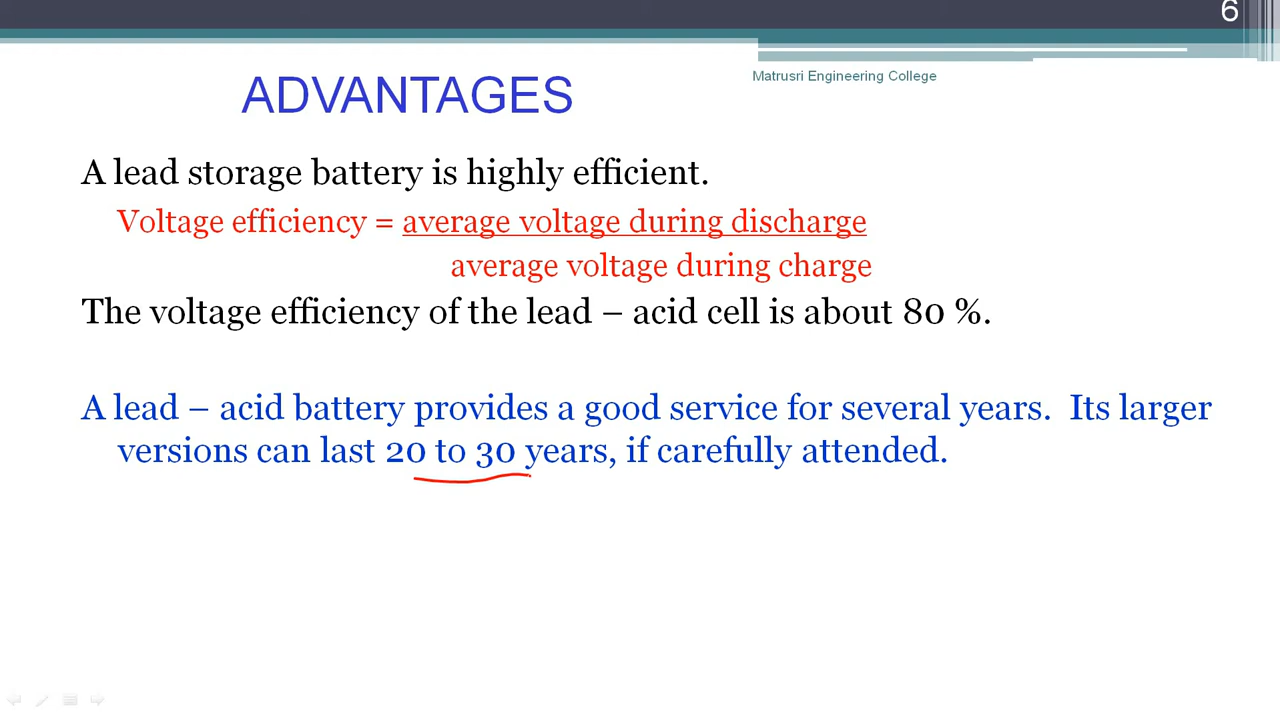 6
Matrusri Engineering College
ADVANTAGES
A lead storage battery is highly efficient.
Voltage efficiency = average voltage during discharge
average voltage during charge
The voltage efficiency of the lead – acid cell is about 80 %.
A lead – acid battery provides a good service for several years.  Its larger
versions can last 20 to 30 years, if carefully attended.